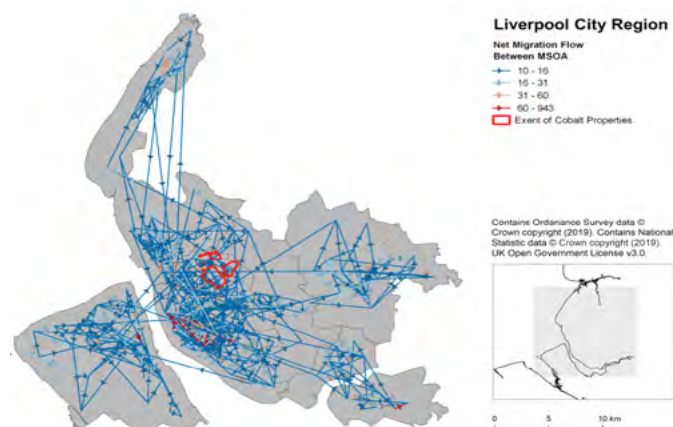 Liverpool City Region
Net Migration Flow
Between MSOA
10 - 16
16 - 31
31 - 60
60 - 943
Exent of Cobalt Properties
Contains Ordanance Survey data ©
Crown copyright (2019). Contains National
Statistic data © Crown copyright (2019).
UK Open Government License v3.0.
0 5 10 km